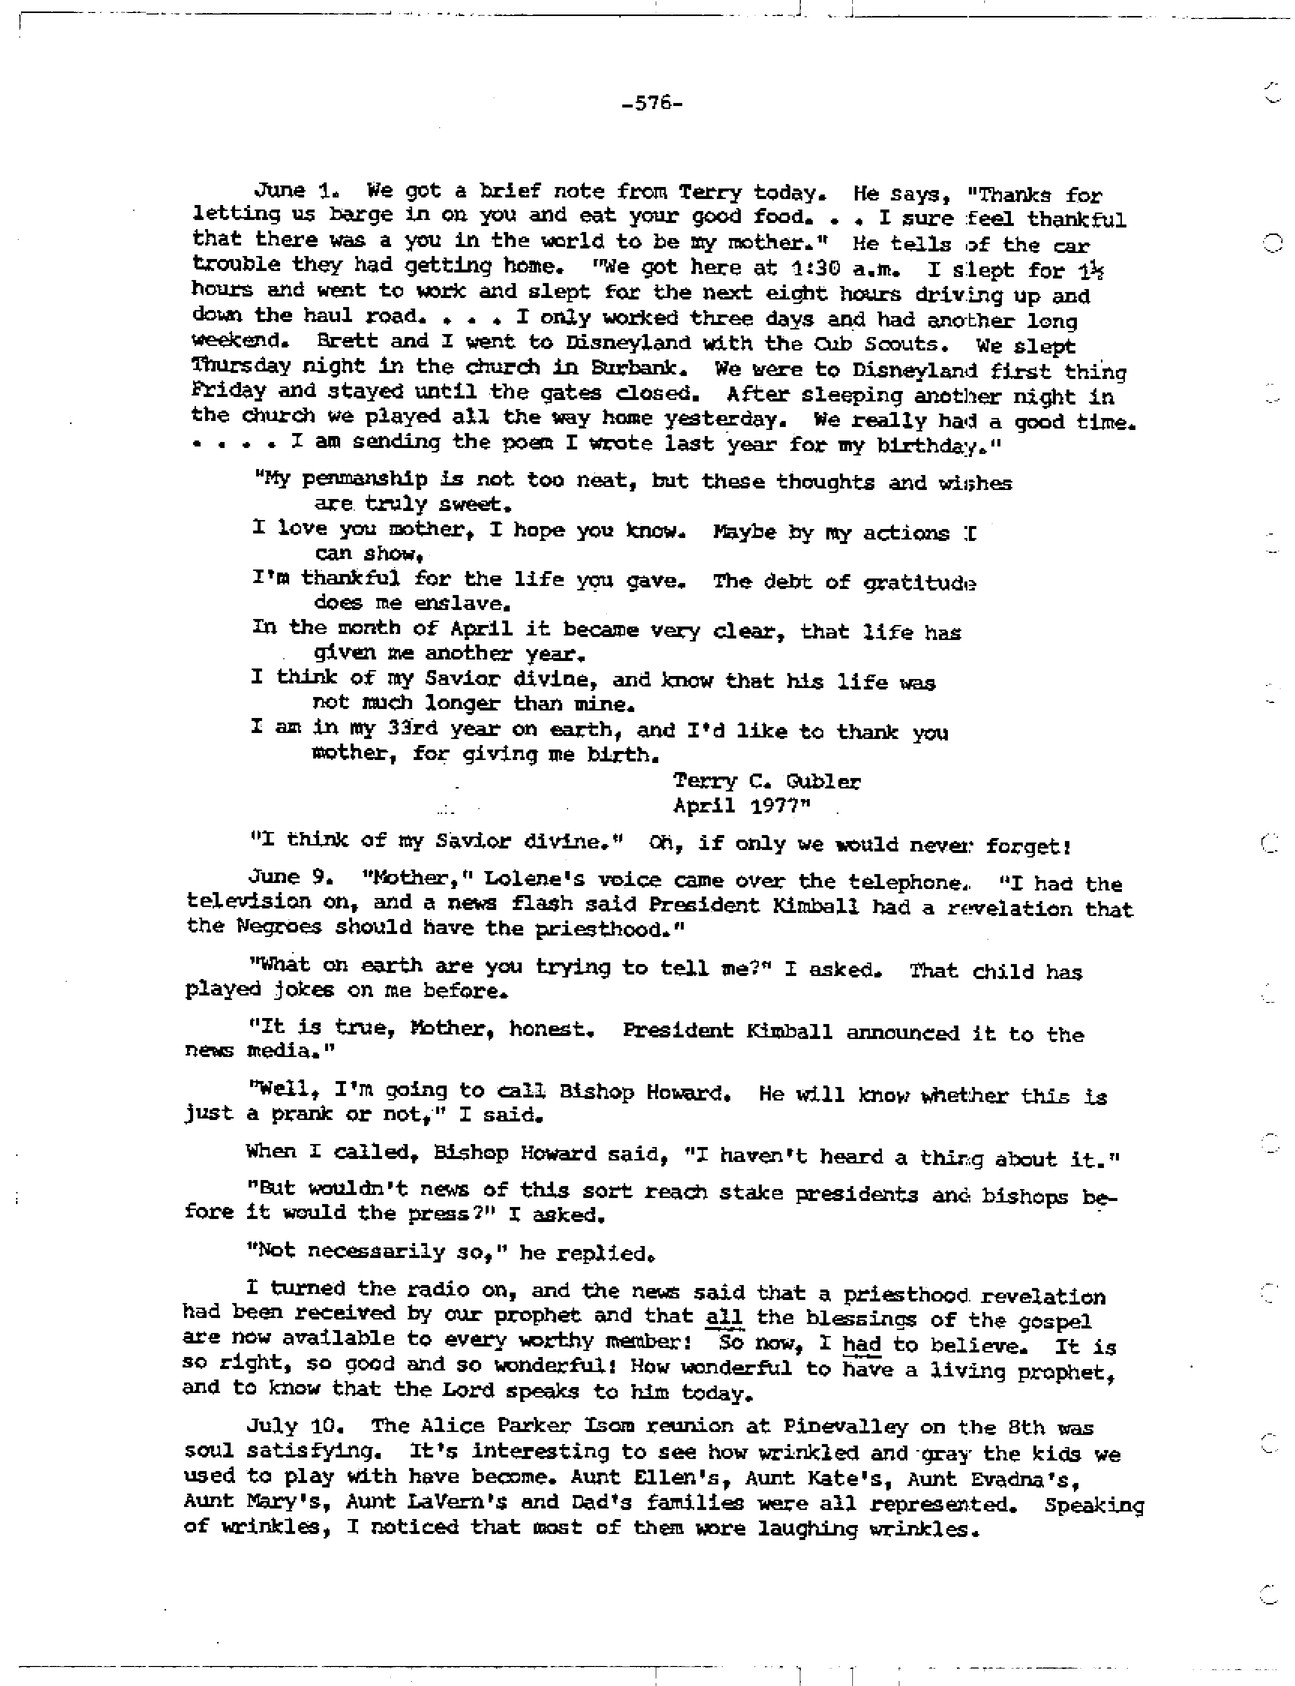 -576-
June 1. We got a brief note from Terry today. He says, "Thanks for
letting us barge in on you and eat your good food. . . I sure feel thankful
that there was a you in the world to be my mother." He tells of the car
trouble they had getting home. "We got here at 1:30 a.m. I slept for 1½
hours and went to work and slept for the next eight hours driving up and
down the haul road. . . . I only worked three days and had another long
weekend. Brett and I went to Disneyland with the Cub Scouts. We slept
Thursday night in the church in Burbank. We were to Disneyland first thing
Friday and stayed until the gates closed. After sleeping another night in
the church we played all the way home yesterday. We really had a good time.
. . . . I am sending the poem I wrote last year for my birthday."
"My penmanship is not too neat, but these thoughts and wishes
are truly sweet.
I love you mother, I hope you know. Maybe by my actions I
can show,
I'm thankful for the life you gave. The debt of gratitude
does me enslave.
In the month of April it became very clear, that life has
given me another year.
I think of my Savior divine, and know that his life was
not much longer than mine.
I am in my 33rd year on earth, and I'd like to thank you
mother, for giving me birth.
Terry C. Gubler
April 1977"
"I think of my Savior divine." Oh, if only we would never forget!
June 9. "Mother," Lolene's voice came over the telephone. "I had the
television on, and a news flash said President Kimball had a revelation that
the Negroes should have the priesthood."
"What on earth are you trying to tell me?" I asked. That child has
played jokes on me before.
"It is true, Mother, honest. President Kimball announced it to the
news media."
"Well, I'm going to call Bishop Howard. He will know whether this is
just a prank or not," I said.
When I called, Bishop Howard said, "I haven't heard a thing about it."
"But wouldn't news of this sort reach stake presidents and bishops be-
fore it would the press?" I asked.
"Not necessarily so," he replied.
I turned the radio on, and the news said that a priesthood revelation
had been received by our prophet and that all the blessings of the gospel
are now available to every worthy member! So now, I had to believe. It is
so right, so good and so wonderful! How wonderful to have a living prophet,
and to know that the Lord speaks to him today.
July 10. The Alice Parker Isom reunion at Pinevalley on the 8th was
soul satisfying. It's interesting to see how wrinkled and gray the kids we
used to play with have become. Aunt Ellen's, Aunt Kate's, Aunt Evadna's,
Aunt Mary's, Aunt LaVern's and Dad's families were all represented. Speaking
of wrinkles, I noticed that most of them wore laughing wrinkles.